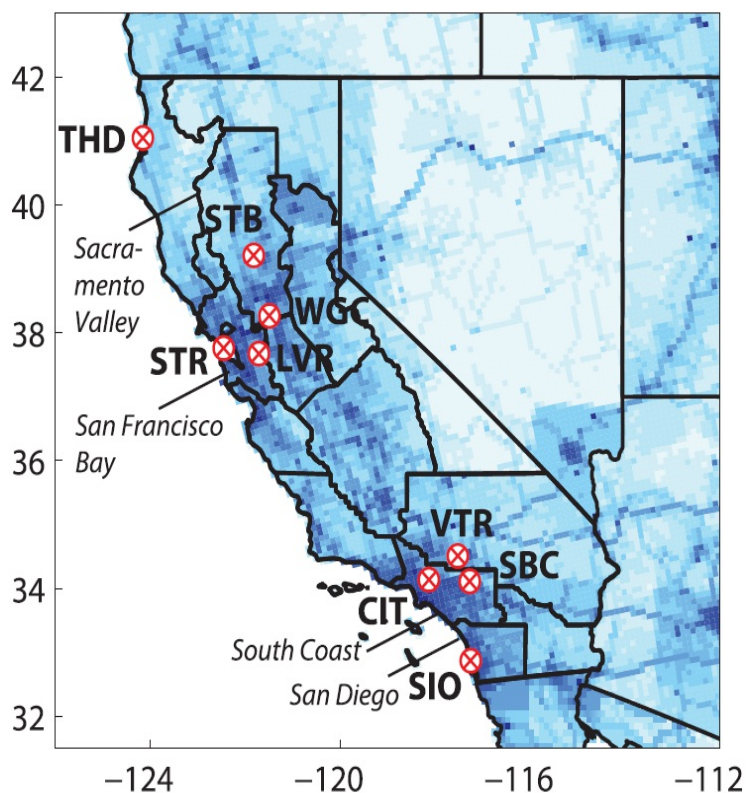 42
THD
40
STB
Sacra-
mento
Valley
WGC
38
STR
LVR
San Francisco
Bay
36
VTR
SBC
34
CIT
South Coast
San Diego
SIO
32
−124
−120
−116
−112